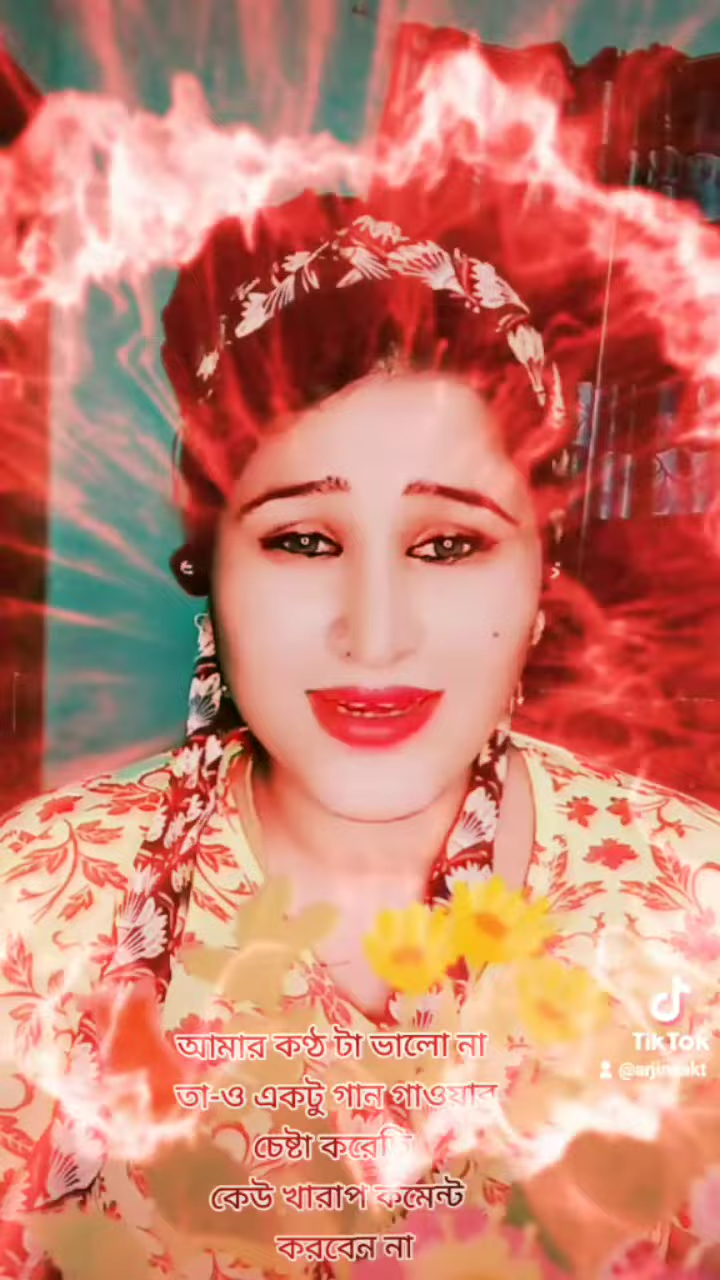 আমার কণ্ঠ টা ভালো না
তা-ও একটু গান গাওয়ার
চেষ্টা করেছি
কেউ খারাপ কমেন্ট
করবেন না
TikTok